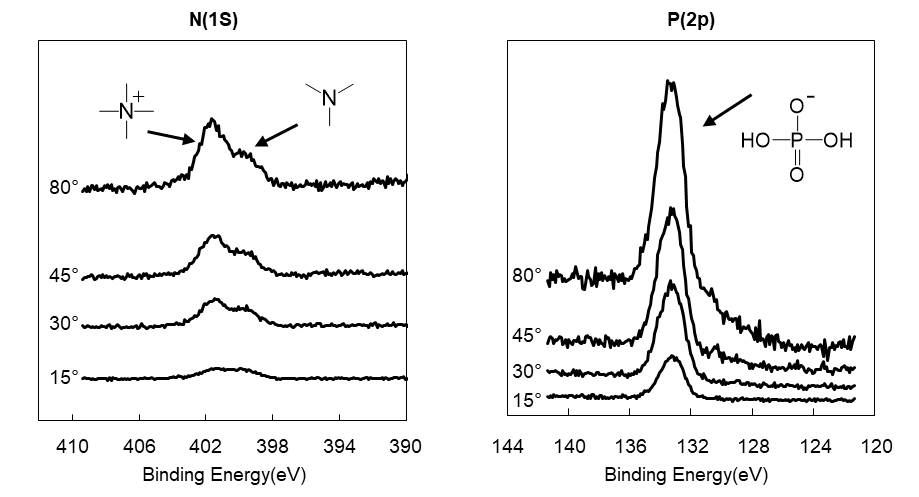 N(1S)
P(2p)
N+
N
O-
HO-P-OH
O
80°
45°
30°
15°
80°
45°
30°
15°
410 406 402 398 394 390
144 140 136 132 128 124 120
Binding Energy(eV)
Binding Energy(eV)